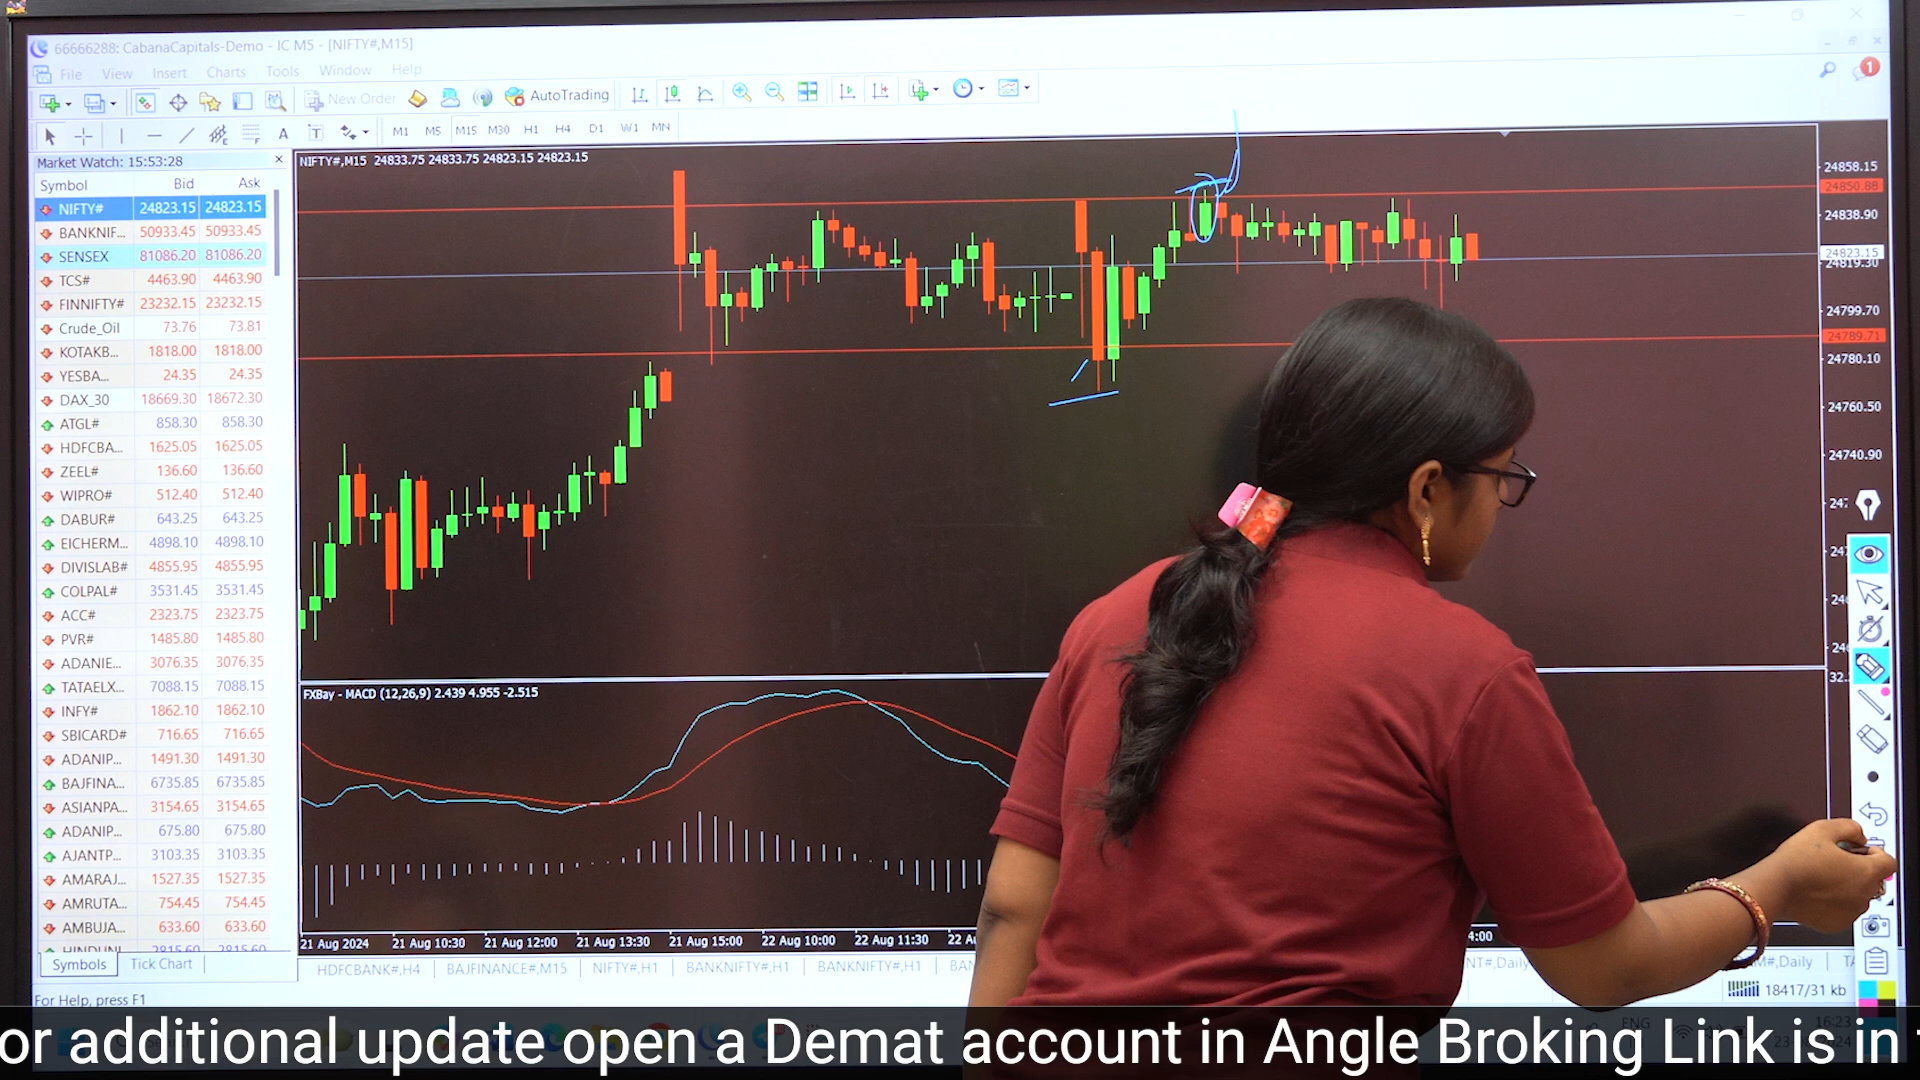 66666288: CabanaCapitals-Demo - IC M5 - [NIFTY#,M15]
File View Insert Charts Tools Window Help
New Order AutoTrading
1
A T M1 M5 M15 M30 H1 H4 D1 W1 MN
Market Watch: 15:53:28
Symbol Bid Ask
NIFTY# 24823.15 24823.15
BANKNIF... 50933.45 50933.45
SENSEX 81086.20 81086.20
TCS# 4463.90 4463.90
FINNIFTY# 23232.15 23232.15
Crude_Oil 73.76 73.81
KOTAKB... 1818.00 1818.00
YESBA... 24.35 24.35
DAX_30 18669.30 18672.30
ATGL# 858.30 858.30
HDFCBA... 1625.05 1625.05
ZEEL# 136.60 136.60
WIPRO# 512.40 512.40
DABUR# 643.25 643.25
EICHERM... 4898.10 4898.10
DIVISLAB# 4855.95 4855.95
COLPAL# 3531.45 3531.45
ACC# 2323.75 2323.75
PVR# 1485.80 1485.80
ADANIE... 3076.35 3076.35
TATAELX... 7088.15 7088.15
INFY# 1862.10 1862.10
SBICARD# 716.65 716.65
ADANIP... 1491.30 1491.30
BAJFINA... 6735.85 6735.85
ASIANPA... 3154.65 3154.65
ADANIP... 675.80 675.80
AJANTP... 3103.35 3103.35
AMARAJ... 1527.35 1527.35
AMRUTA... 754.45 754.45
AMBUJA... 633.60 633.60
HINDUNI... 2815.60 2815.60
Symbols Tick Chart
For Help, press F1
NIFTY#,M15 24833.75 24833.75 24823.15 24823.15
24858.15
24850.88
24838.90
24823.15
24819.30
24799.70
24789.71
24780.10
24760.50
24740.90
FXBay - MACD (12,26,9) 2.439 4.955 -2.515
21 Aug 2024 21 Aug 10:30 21 Aug 12:00 21 Aug 13:30 21 Aug 15:00 22 Aug 10:00 22 Aug 11:30
HDFCBANK#,H4 BAJFINANCE#,M15 NIFTY#,H1 BANKNIFTY#,H1 BANKNIFTY#,H1
18417/31 kb
ENG 16:23
or additional update open a Demat account in Angle Broking Link is in